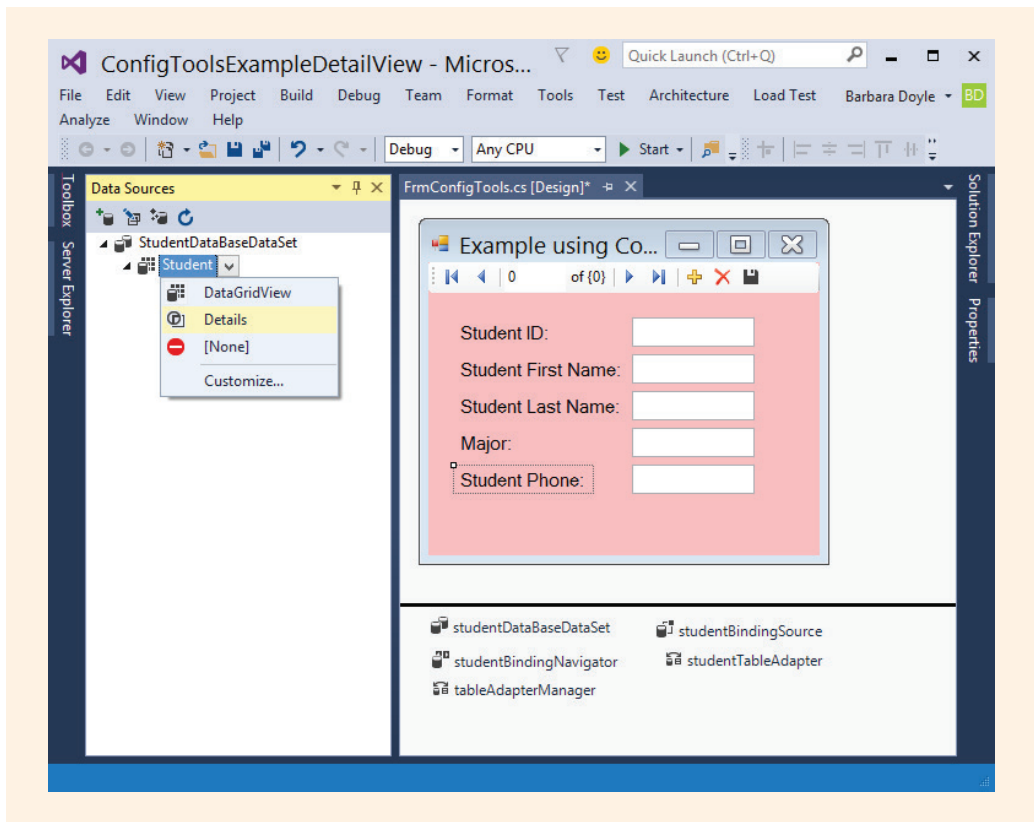 ConfigToolsExampleDetailView - Micros...
Quick Launch (Ctrl+Q)
File Edit View Project Build Debug Team Format Tools Test Architecture Load Test Barbara Doyle BD
Analyze Window Help
Debug Any CPU Start
Toolbox
Server Explorer
Data Sources
StudentDataBaseDataSet
Student
DataGridView
Details
[None]
Customize...
FrmConfigTools.cs [Design]*
Example using Co...
0 of {0}
Student ID:
Student First Name:
Student Last Name:
Major:
Student Phone:
studentDataBaseDataSet studentBindingSource
studentBindingNavigator studentTableAdapter
tableAdapterManager
Solution Explorer
Properties